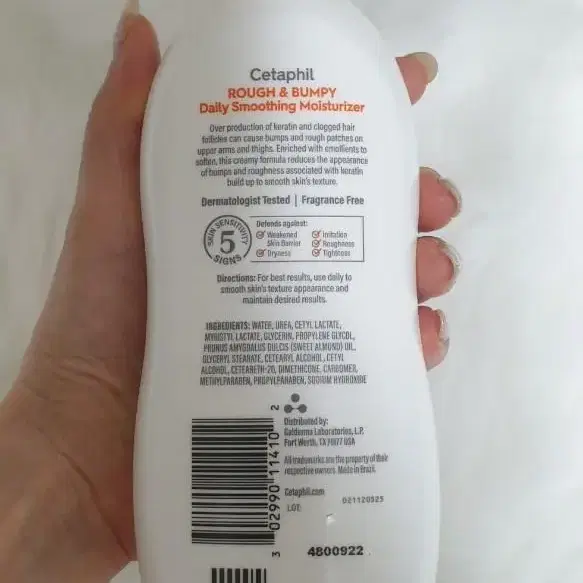 Cetaphil
ROUGH & BUMPY
Daily Smoothing Moisturizer
Over production of keratin and clogged hair
follicles can cause bumps and rough patches on
upper arms and thighs. Enriched with emollients to
soften, this creamy formula reduces the appearance
of bumps and roughness associated with keratin
build up to smooth skin's texture.
Dermatologist Tested | Fragrance Free
SKIN SENSITIVITY
5
SIGNS
Defends against:
Weakened Skin Barrier
Irritation
Roughness
Dryness
Tightness
Directions: For best results, use daily to
smooth skin's texture appearance and
maintain desired results.
INGREDIENTS: WATER, UREA, CETYL LACTATE,
MYRISTYL LACTATE, GLYCERIN, PROPYLENE GLYCOL,
PRUNUS AMYGDALUS DULCIS (SWEET ALMOND) OIL,
GLYCERYL STEARATE, CETEARYL ALCOHOL, CETYL
ALCOHOL, CETEARETH-20, DIMETHICONE, CARBOMER,
METHYLPARABEN, PROPYLPARABEN, SODIUM HYDROXIDE
3 02990 11410 2
Distributed by:
Galderma Laboratories, L.P.
Fort Worth, TX 76177 USA
All trademarks are the property of their
respective owners. Made in Brazil.
Cetaphil.com
LOT:
021120525
4800922